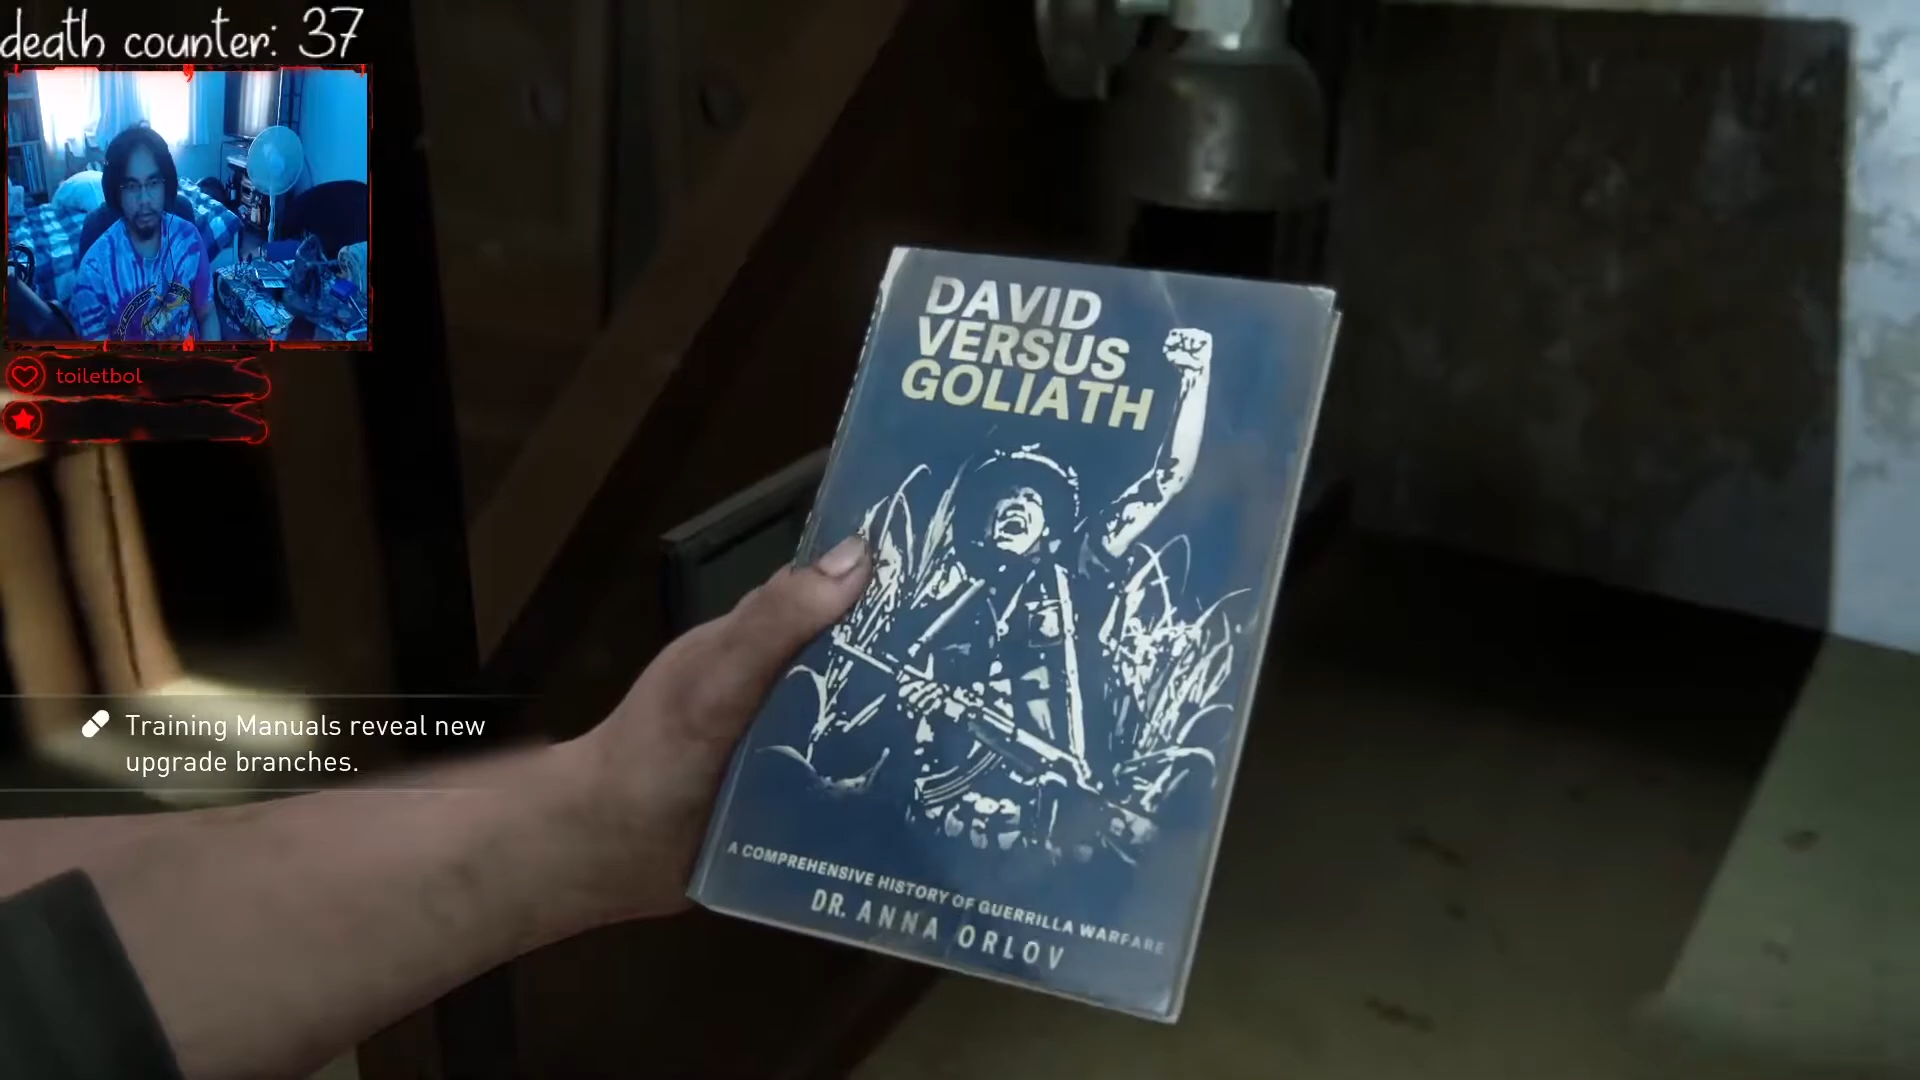 death counter: 37
toiletbol
DAVID
VERSUS
GOLIATH
Training Manuals reveal new
upgrade branches.
A COMPREHENSIVE HISTORY OF GUERRILLA WARFARE
DR. ANNA ORLOV